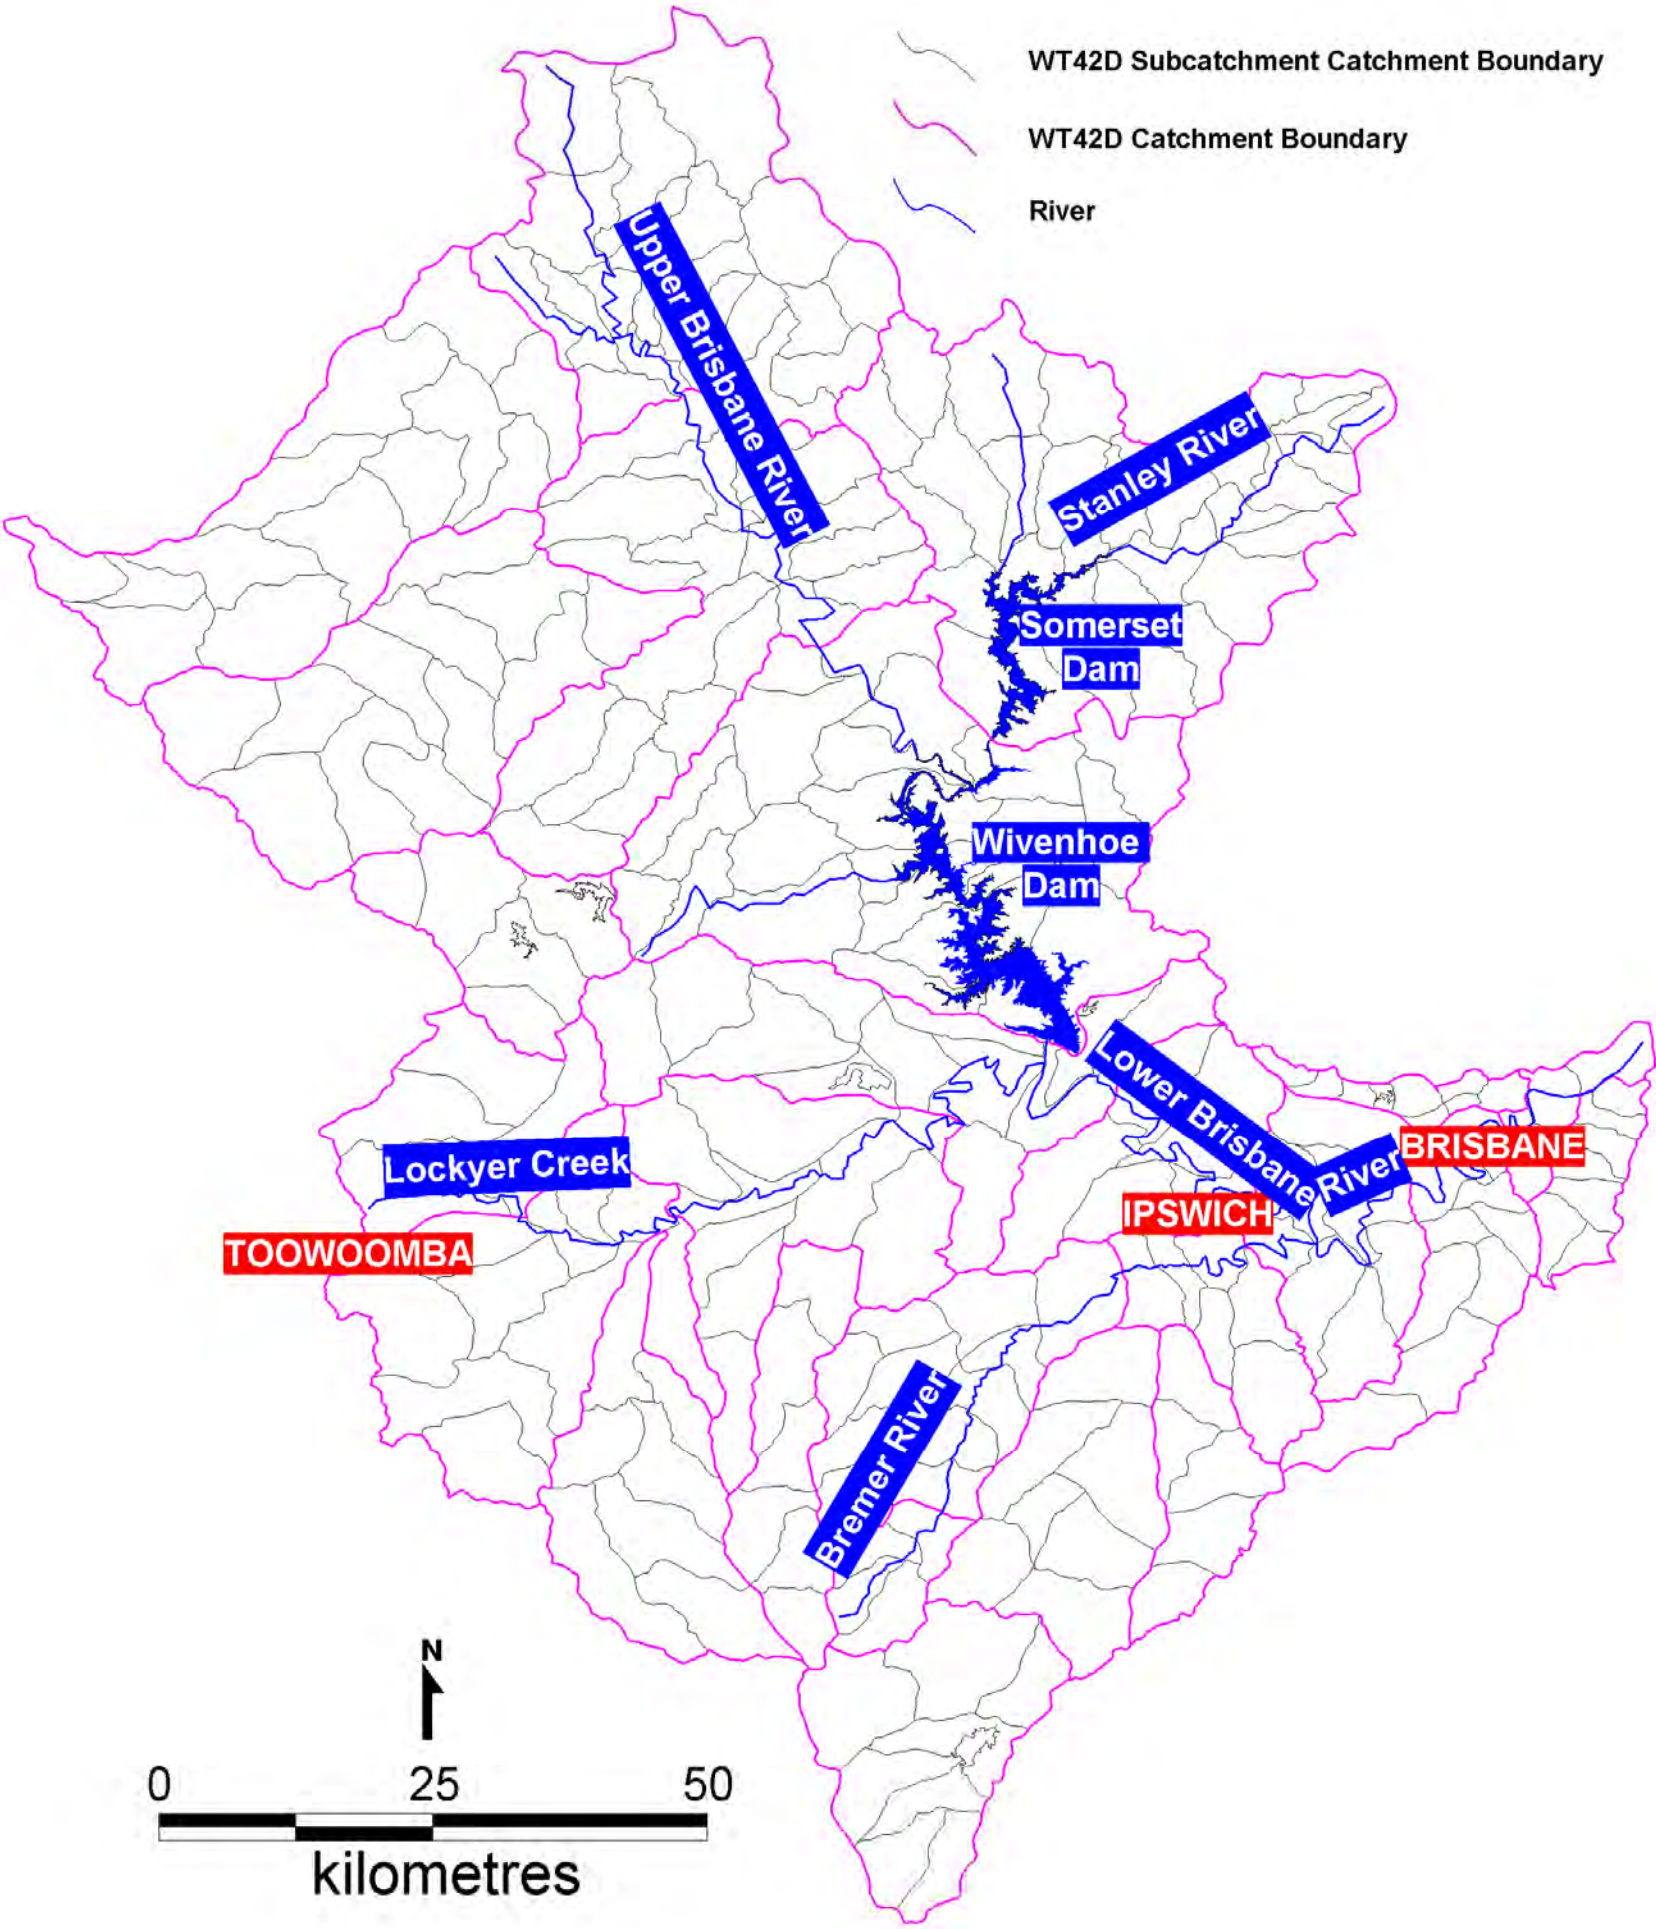 WT42D Subcatchment Catchment Boundary
WT42D Catchment Boundary
River
Upper Brisbane River
Stanley River
Somerset
Dam
Wivenhoe
Dam
Lower Brisbane River
BRISBANE
Lockyer Creek
IPSWICH
TOOWOOMBA
Bremer River
N
0 25 50
kilometres